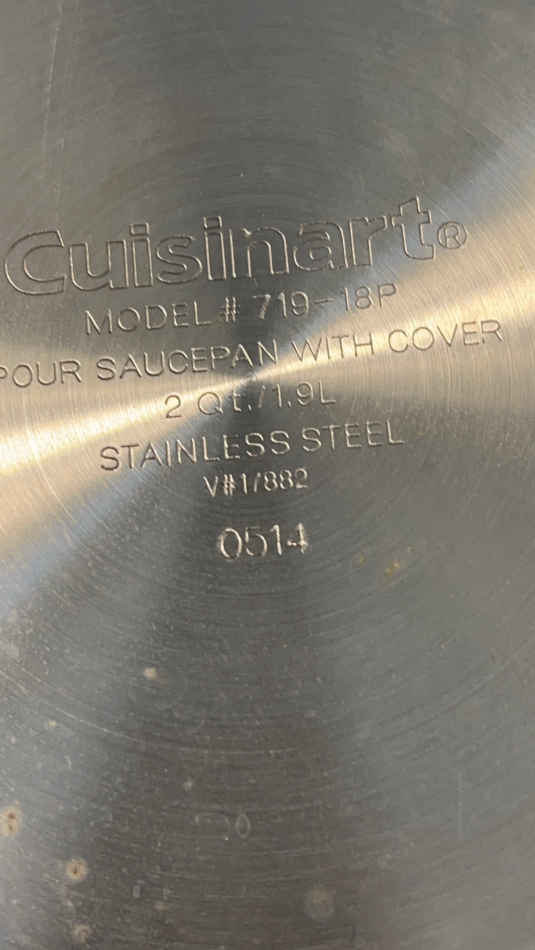 Cuisinart®
MODEL# 719-18P
POUR SAUCEPAN WITH COVER
2 Qt./1.9L
STAINLESS STEEL
V#1/882
0514